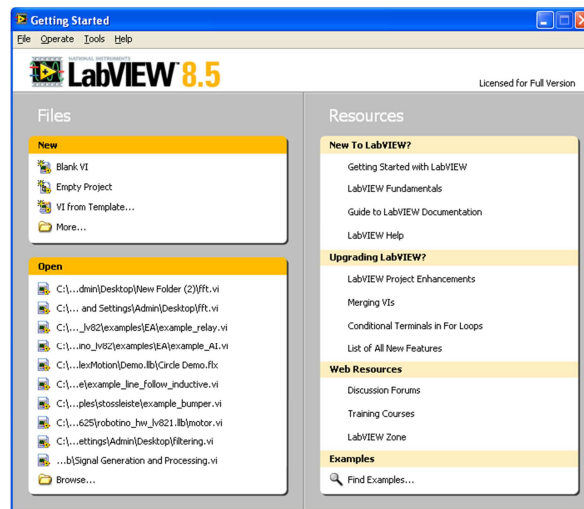 Getting Started
File Operate Tools Help
NATIONAL INSTRUMENTS
LabVIEW 8.5
Licensed for Full Version
Files
New
Blank VI
Empty Project
VI from Template...
More...
Open
C:\...dmin\Desktop\New Folder (2)\fft.vi
C:\... and Settings\Admin\Desktop\fft.vi
C:\..._lv82\examples\EA\example_relay.vi
C:\...ino_lv82\examples\EA\example_AI.vi
C:\...lexMotion\Demo.llb\Circle Demo.flx
C:\...e\example_line_follow_inductive.vi
C:\...ples\stossleiste\example_bumper.vi
C:\...625\robotino_hw_lv821.llb\motor.vi
C:\...ettings\Admin\Desktop\filtering.vi
...b\Signal Generation and Processing.vi
Browse...
Resources
New To LabVIEW?
Getting Started with LabVIEW
LabVIEW Fundamentals
Guide to LabVIEW Documentation
LabVIEW Help
Upgrading LabVIEW?
LabVIEW Project Enhancements
Merging VIs
Conditional Terminals in For Loops
List of All New Features
Web Resources
Discussion Forums
Training Courses
LabVIEW Zone
Examples
Find Examples...